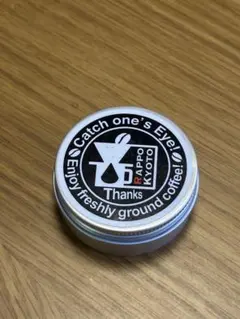 Catch one's Eye!
RAPPO
KYOTO
Thanks
Enjoy freshly ground coffee!